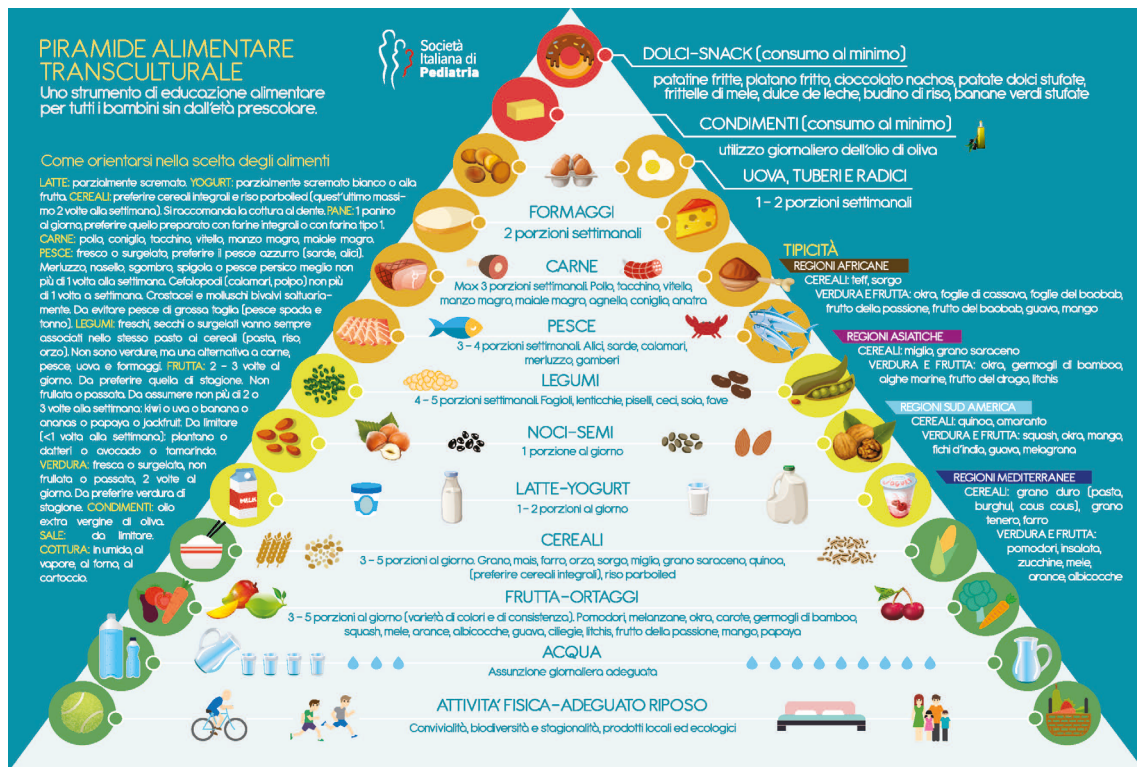 PIRAMIDE ALIMENTARE
TRANSCULTURALE
Uno strumento di educazione alimentare
per tutti i bambini sin dall'età prescolare.
Società
Italiana di
Pediatria
DOLCI-SNACK (consumo al minimo)
patatine fritte, platano fritto, cioccolato nachos, patate dolci stufate,
frittelle di mele, dulce de leche, budino di riso, banane verdi stufate
CONDIMENTI (consumo al minimo)
utilizzo giornaliero dell'olio di oliva
UOVA, TUBERI E RADICI
1 - 2 porzioni settimanali
Come orientarsi nella scelta degli alimenti
LATTE: parzialmente scremato. YOGURT: parzialmente scremato bianco o alla
frutta. CEREALI: preferire cereali integrali e riso parboiled (quest'ultimo massi-
mo 2 volte alla settimana). Si raccomanda la cottura al dente. PANE: 1 panino
al giorno, preferire quello preparato con farine integrali o con farina tipo 1.
CARNE: pollo, coniglio, tacchino, vitello, manzo magro, maiale magro.
PESCE: fresco o surgelato, preferire il pesce azzurro (sarde, alici).
Merluzzo, nasello, sgombro, spigola o pesce persico meglio non
più di 1 volta alla settimana. Cefalopodi (calamari, polpo) non più
di 1 volta a settimana. Crostacei e molluschi bivalvi saltuaria-
mente. Da evitare pesce di grossa taglia (pesce spada e
tonno). LEGUMI: freschi, secchi o surgelati vanno sempre
associati nello stesso pasto ai cereali (pasta, riso,
orzo). Non sono verdure, ma una alternativa a carne,
pesce, uova e formaggi. FRUTTA: 2 - 3 volte al
giorno. Da preferire quella di stagione. Non
frullata o passata. Da assumere non più di 2 o
3 volte alla settimana: kiwi o uva o banana o
ananas o papaya o jackfruit. Da limitare
(<1 volta alla settimana): plantano o
datteri o avocado o tamarindo.
VERDURA: fresca o surgelata, non
frullata o passata, 2 volte al
giorno. Da preferire verdura di
stagione. CONDIMENTI: olio
extra vergine di oliva.
SALE: da limitare.
COTTURA: in umido, al
vapore, al forno, al
cartoccio.
FORMAGGI
2 porzioni settimanali
CARNE
Max 3 porzioni settimanali. Pollo, tacchino, vitello,
manzo magro, maiale magro, agnello, coniglio, anatra
PESCE
3 - 4 porzioni settimanali. Alici, sarde, calamari,
merluzzo, gamberi
LEGUMI
4 - 5 porzioni settimanali. Fagioli, lenticchie, piselli, ceci, soia, fave
NOCI-SEMI
1 porzione al giorno
LATTE-YOGURT
1 - 2 porzioni al giorno
MILK
YOGURT
CEREALI
3 - 5 porzioni al giorno. Grano, mais, farro, orzo, sorgo, miglio, grano saraceno, quinoa,
(preferire cereali integrali), riso parboiled
FRUTTA-ORTAGGI
3 - 5 porzioni al giorno (varietà di colori e di consistenza). Pomodori, melanzane, okra, carote, germogli di bamboo,
squash, mele, arance, albicocche, guava, ciliegie, litchis, frutto della passione, mango, papaya
ACQUA
Assunzione giornaliera adeguata
ATTIVITA' FISICA-ADEGUATO RIPOSO
Convivialità, biodiversità e stagionalità, prodotti locali ed ecologici
TIPICITÀ
REGIONI AFRICANE
CEREALI: teff, sorgo
VERDURA E FRUTTA: okra, foglie di cassava, foglie del baobab,
frutto della passione, frutto del baobab, guava, mango
REGIONI ASIATICHE
CEREALI: miglio, grano saraceno
VERDURA E FRUTTA: okra, germogli di bamboo,
alghe marine, frutto del drago, litchis
REGIONI SUD AMERICA
CEREALI: quinoa, amaranto
VERDURA E FRUTTA: squash, okra, mango,
fichi d'india, guava, melagrana
REGIONI MEDITERRANEE
CEREALI: grano duro (pasta,
burghul, cous cous), grano
tenero, farro
VERDURA E FRUTTA:
pomodori, insalata,
zucchine, mele,
arance, albicocche